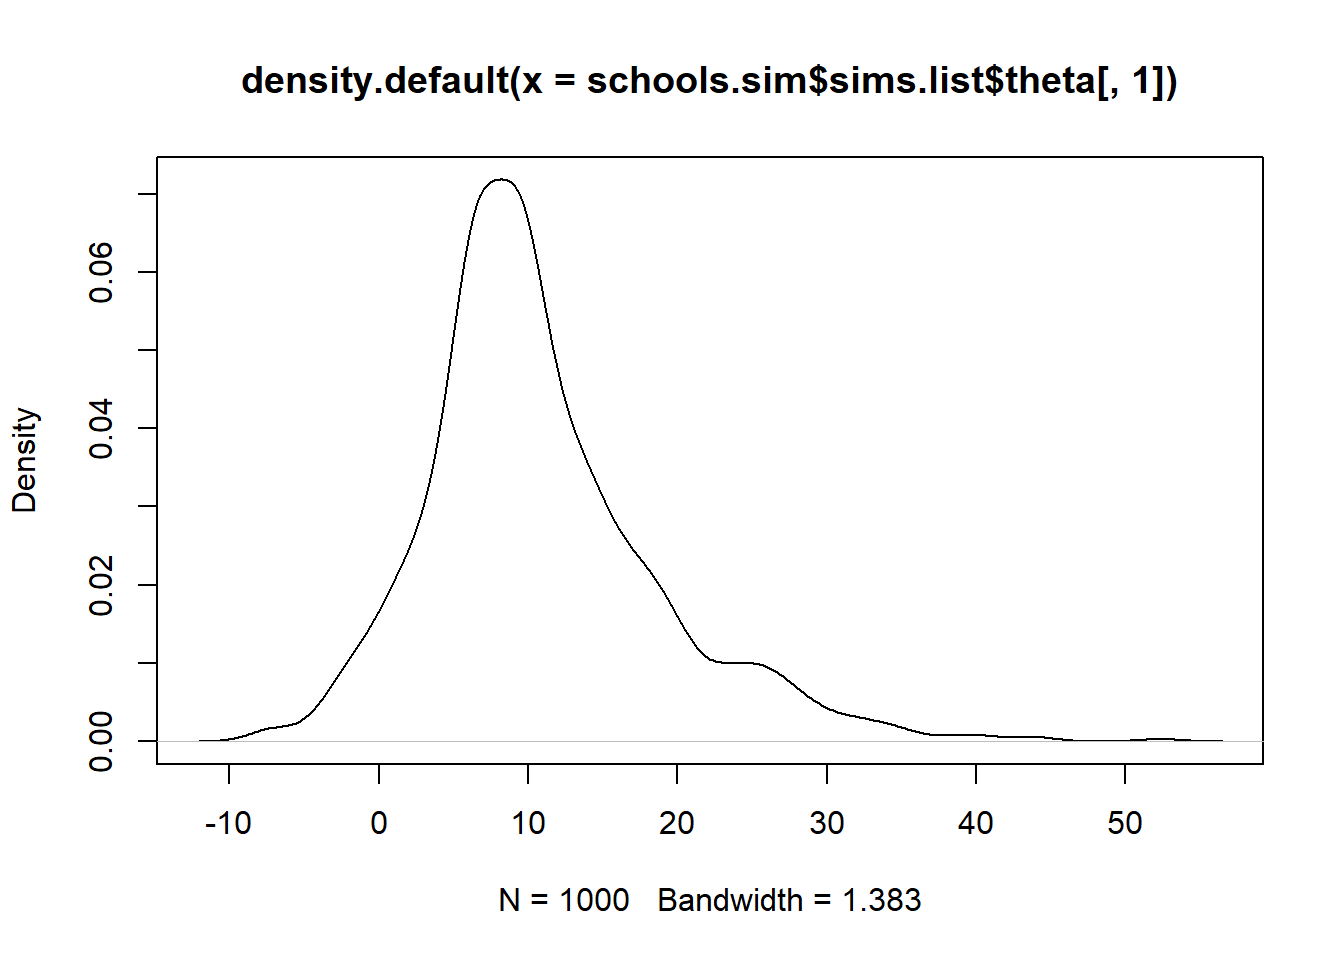 density.default(x = schools.sim$sims.list$theta[, 1])
Density
0.06
0.04
0.02
0.00
-10 0 10 20 30 40 50
N = 1000   Bandwidth = 1.383